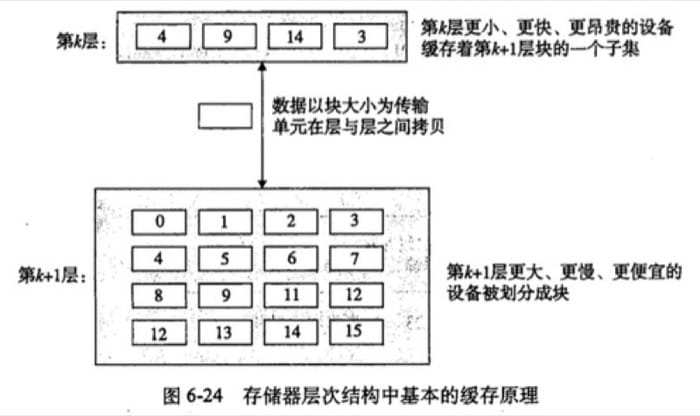 第k层：
4 9 14 3
第k层更小、更快、更昂贵的设备
缓存着第k+1层块的一个子集
数据以块大小为传输
单元在层与层之间拷贝
0 1 2 3
4 5 6 7
第k+1层：
8 9 11 12
12 13 14 15
第k+1层更大、更慢、更便宜的
设备被划分成块
图 6-24 存储器层次结构中基本的缓存原理